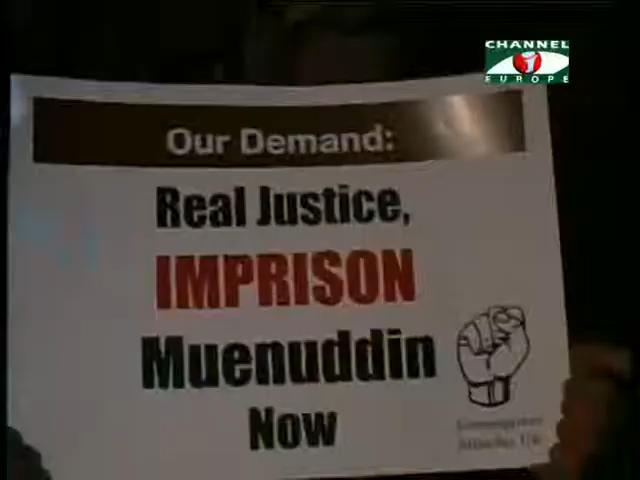 CHANNEL
i
EUROPE
Our Demand:
Real Justice,
IMPRISON
Muenuddin
Now